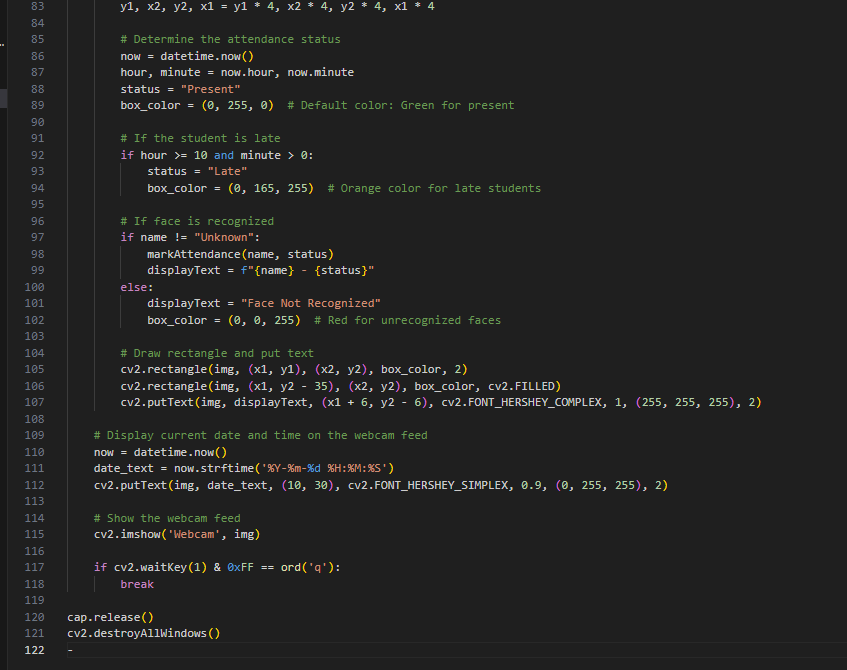 83 y1, x2, y2, x1 = y1 * 4, x2 * 4, y2 * 4, x1 * 4
84
85 # Determine the attendance status
86 now = datetime.now()
87 hour, minute = now.hour, now.minute
88 status = "Present"
89 box_color = (0, 255, 0)  # Default color: Green for present
90
91 # If the student is late
92 if hour >= 10 and minute > 0:
93 status = "Late"
94 box_color = (0, 165, 255)  # Orange color for late students
95
96 # If face is recognized
97 if name != "Unknown":
98 markAttendance(name, status)
99 displayText = f"{name} - {status}"
100 else:
101 displayText = "Face Not Recognized"
102 box_color = (0, 0, 255)  # Red for unrecognized faces
103
104 # Draw rectangle and put text
105 cv2.rectangle(img, (x1, y1), (x2, y2), box_color, 2)
106 cv2.rectangle(img, (x1, y2 - 35), (x2, y2), box_color, cv2.FILLED)
107 cv2.putText(img, displayText, (x1 + 6, y2 - 6), cv2.FONT_HERSHEY_COMPLEX, 1, (255, 255, 255), 2)
108
109 # Display current date and time on the webcam feed
110 now = datetime.now()
111 date_text = now.strftime('%Y-%m-%d %H:%M:%S')
112 cv2.putText(img, date_text, (10, 30), cv2.FONT_HERSHEY_SIMPLEX, 0.9, (0, 255, 255), 2)
113
114 # Show the webcam feed
115 cv2.imshow('Webcam', img)
116
117 if cv2.waitKey(1) & 0xFF == ord('q'):
118 break
119
120 cap.release()
121 cv2.destroyAllWindows()
122 -